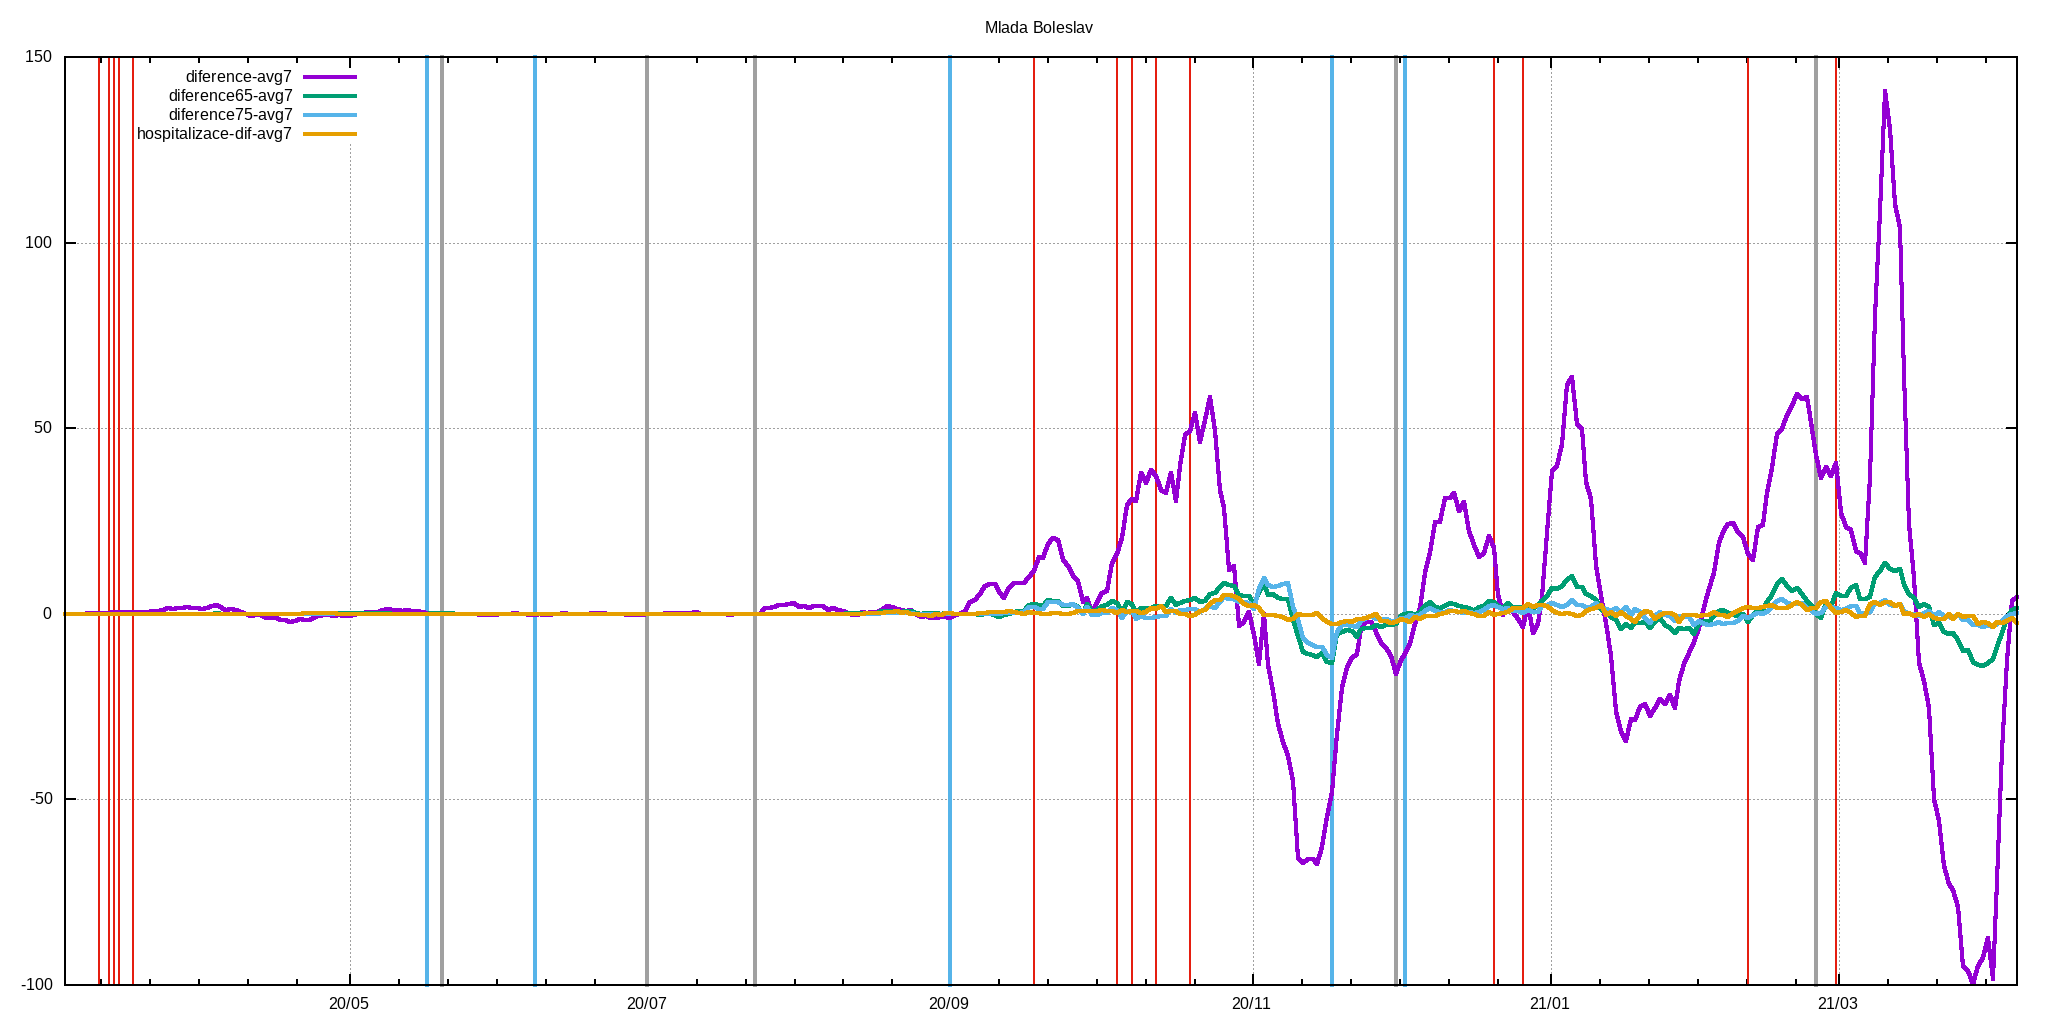 Mlada Boleslav
150
100
50
0
-50
-100
diference-avg7
diference65-avg7
diference75-avg7
hospitalizace-dif-avg7
20/05 20/07 20/09 20/11 21/01 21/03